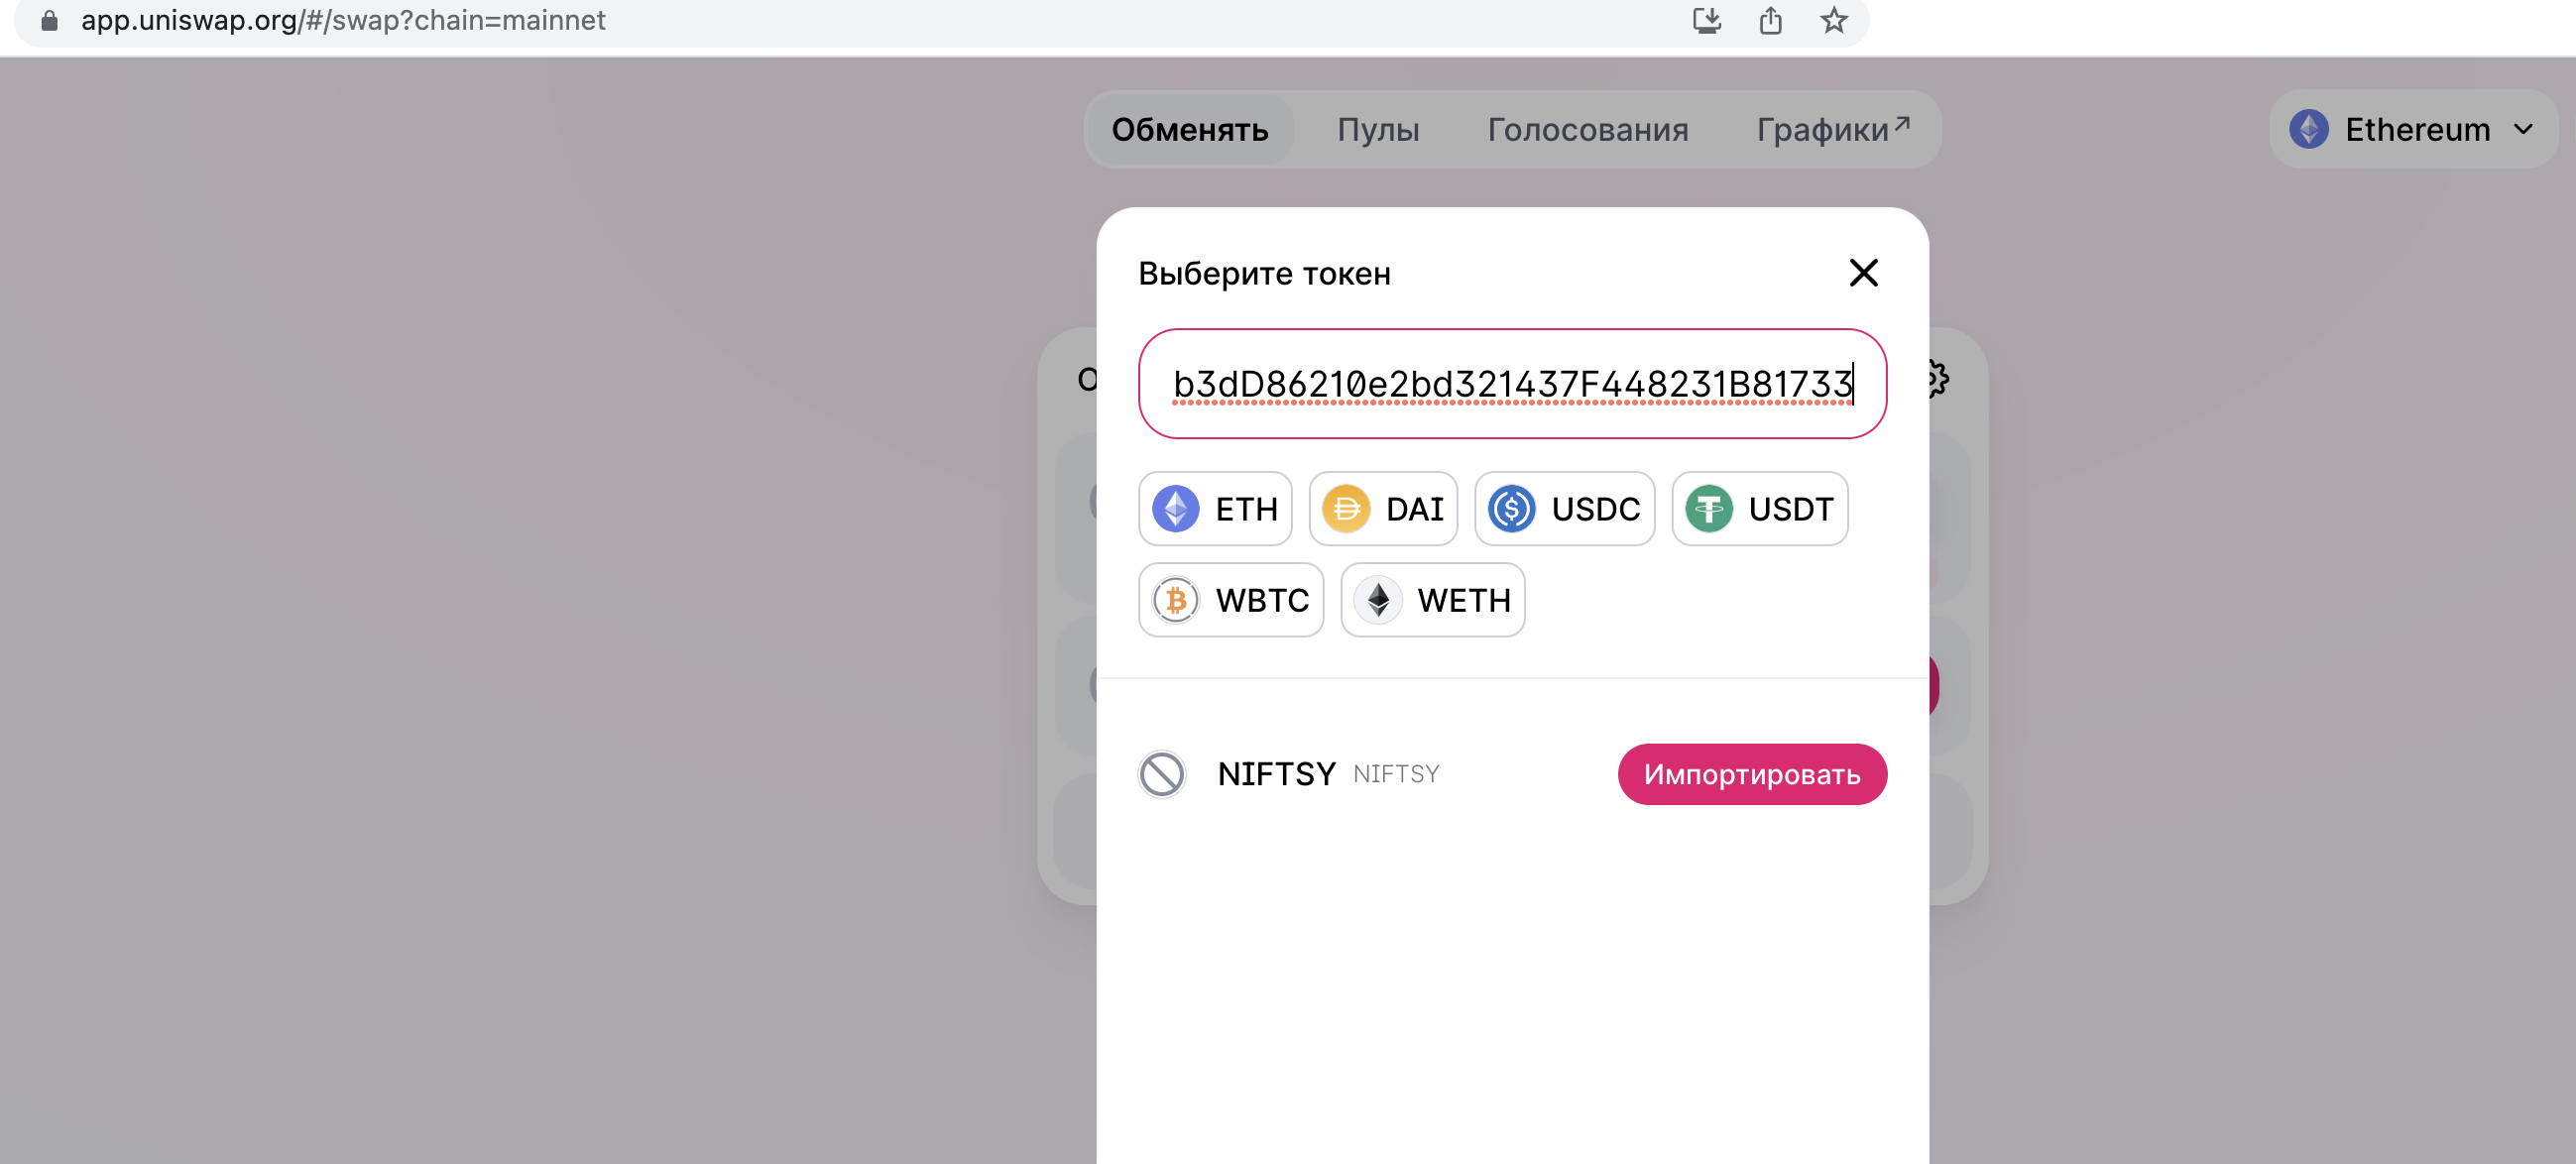 app.uniswap.org/#/swap?chain=mainnet
Обменять Пулы Голосования Графики↗ Ethereum
Выберите токен
b3dD86210e2bd321437F448231B81733
ETH DAI USDC USDT
WBTC WETH
NIFTSY NIFTSY Импортировать